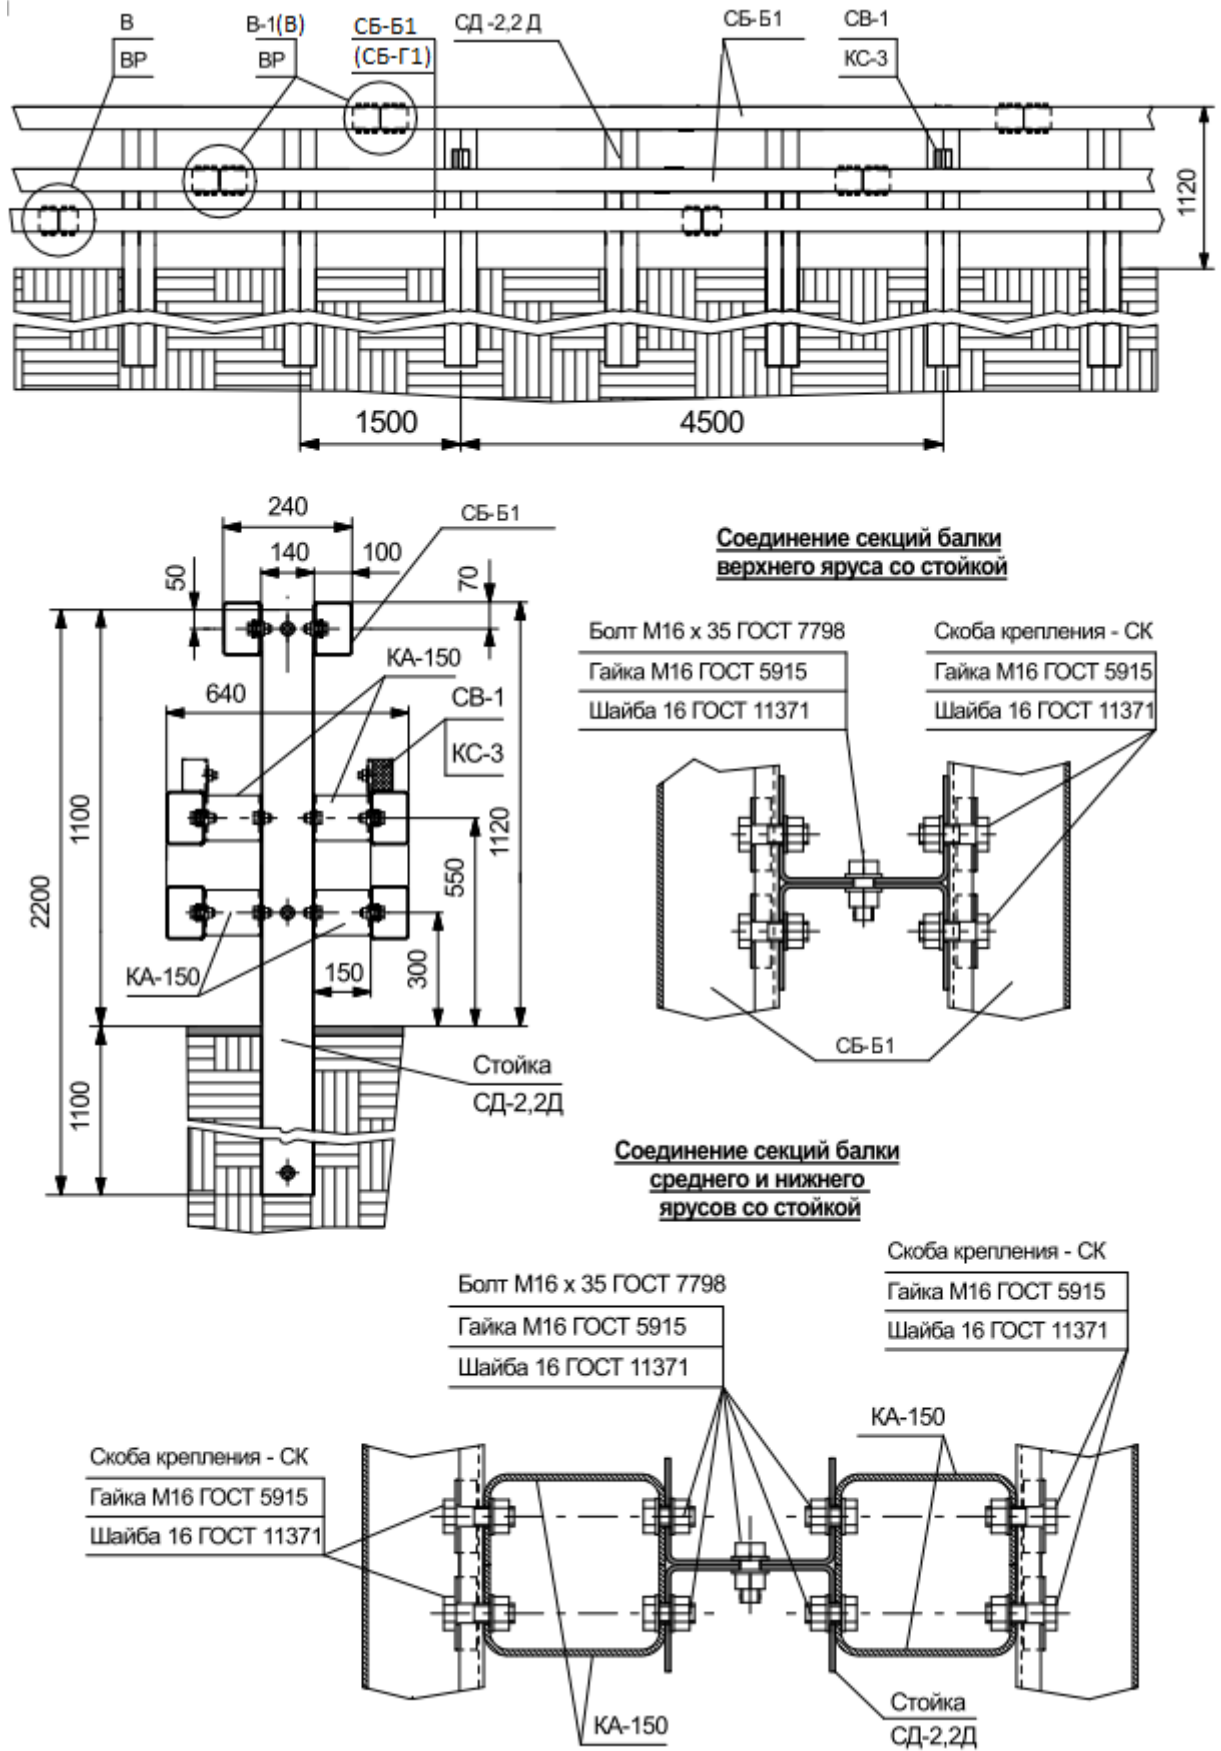 В
ВР
В-1(В)
ВР
СБ-Б1
(СБ-Г1)
СД -2,2 Д
СБ-Б1
СВ-1
КС-3
1120
1500
4500
240
140
100
50
70
СБ-Б1
КА-150
640
СВ-1
КС-3
1100
2200
1120
550
300
КА-150
150
1100
Стойка
СД-2,2Д
Соединение секций балки
верхнего яруса со стойкой
Болт М16 х 35 ГОСТ 7798
Гайка М16 ГОСТ 5915
Шайба 16 ГОСТ 11371
Скоба крепления - СК
Гайка М16 ГОСТ 5915
Шайба 16 ГОСТ 11371
СБ-Б1
Соединение секций балки
среднего и нижнего
ярусов со стойкой
Болт М16 х 35 ГОСТ 7798
Гайка М16 ГОСТ 5915
Шайба 16 ГОСТ 11371
Скоба крепления - СК
Гайка М16 ГОСТ 5915
Шайба 16 ГОСТ 11371
КА-150
Скоба крепления - СК
Гайка М16 ГОСТ 5915
Шайба 16 ГОСТ 11371
КА-150
Стойка
СД-2,2Д